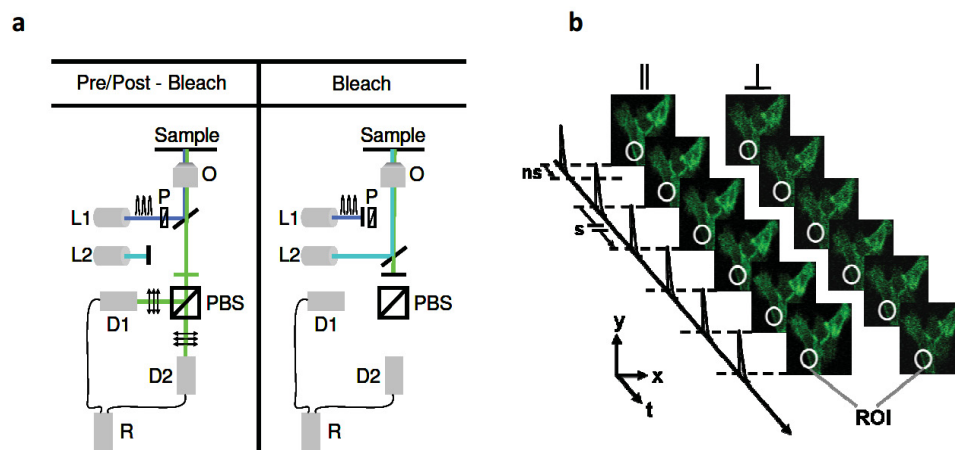 a
Pre/Post - Bleach
Bleach
Sample
O
P
L1
L2
PBS
D1
D2
R
Sample
O
P
L1
L2
PBS
D1
D2
R
b
||
⊥
ns
s
y
x
t
ROI